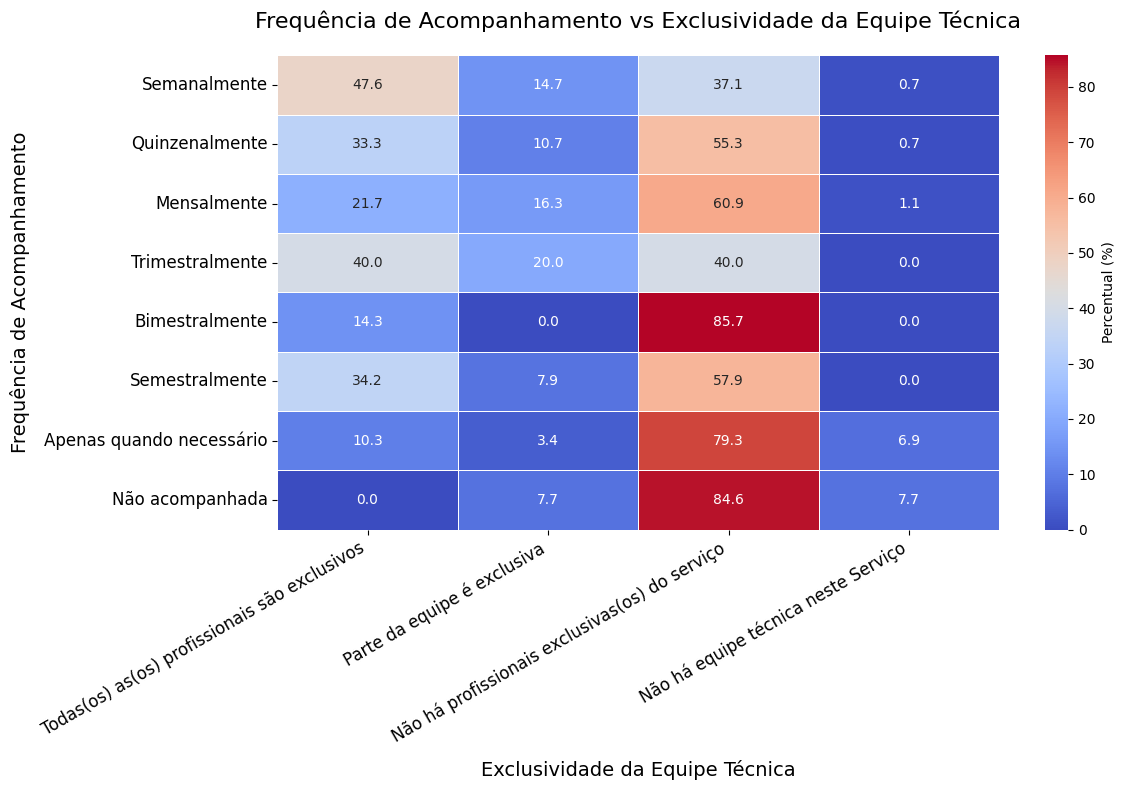 Frequência de Acompanhamento vs Exclusividade da Equipe Técnica
Frequência de Acompanhamento
Semanalmente 47.6 14.7 37.1 0.7
Quinzenalmente 33.3 10.7 55.3 0.7
Mensalmente 21.7 16.3 60.9 1.1
Trimestralmente 40.0 20.0 40.0 0.0
Bimestralmente 14.3 0.0 85.7 0.0
Semestralmente 34.2 7.9 57.9 0.0
Apenas quando necessário 10.3 3.4 79.3 6.9
Não acompanhada 0.0 7.7 84.6 7.7
Todas(os) as(os) profissionais são exclusivos
Parte da equipe é exclusiva
Não há profissionais exclusivas(os) do serviço
Não há equipe técnica neste Serviço
Exclusividade da Equipe Técnica
80
70
60
50
40
30
20
10
0
Percentual (%)